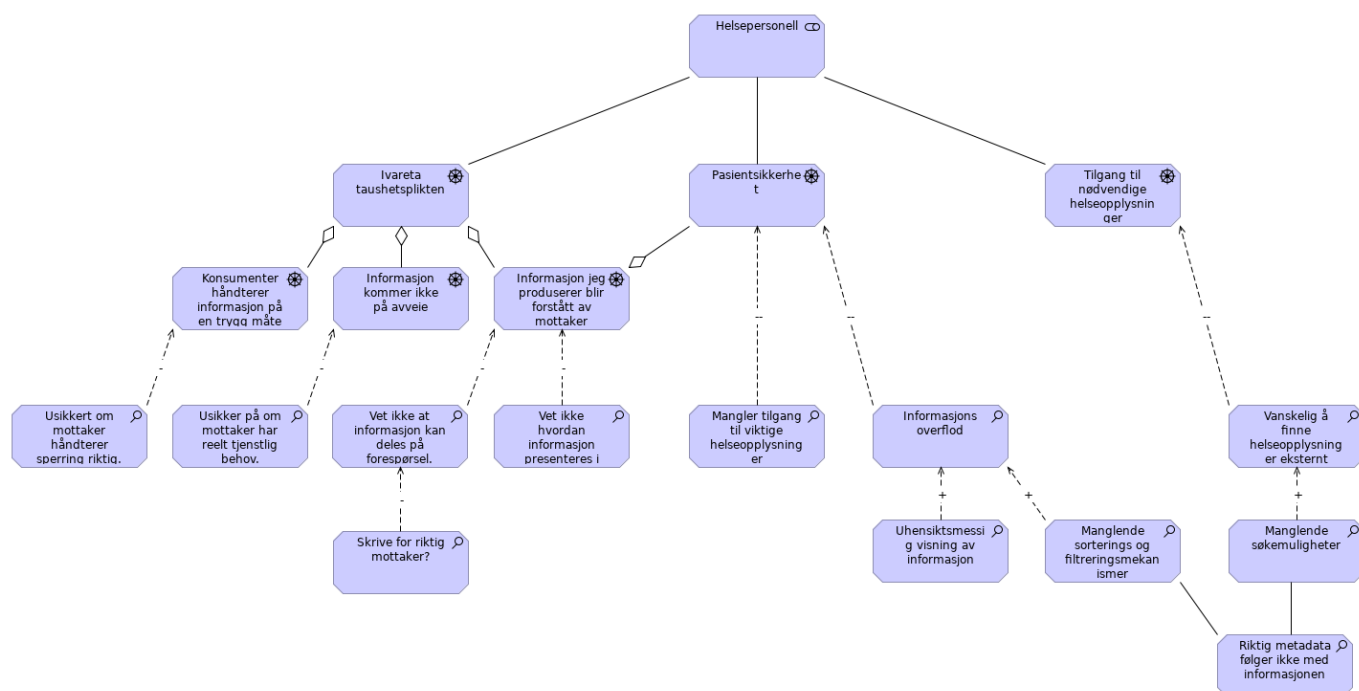 Helsepersonell
Ivareta
taushetsplikten
Pasientsikkerhe
t
Tilgang til
nødvendige
helseopplysnin
ger
Konsumenter
håndterer
informasjon på
en trygg måte
Informasjon
kommer ikke
på avveie
Informasjon jeg
produserer blir
forstått av
mottaker
-
-
-
-
--
--
--
Usikkert om
mottaker
håndterer
sperring riktig.
Usikker på om
mottaker har
reelt tjenstlig
behov.
Vet ikke at
informasjon kan
deles på
forespørsel.
Vet ikke
hvordan
informasjon
presenteres i
Mangler tilgang
til viktige
helseopplysning
er
Informasjons
overflod
Vanskelig å
finne
helseopplysning
er eksternt
-
+
+
+
Skrive for riktig
mottaker?
Uhensiktsmessi
g visning av
informasjon
Manglende
sorterings og
filtreringsmekan
ismer
Manglende
søkemuligheter
Riktig metadata
følger ikke med
informasjonen